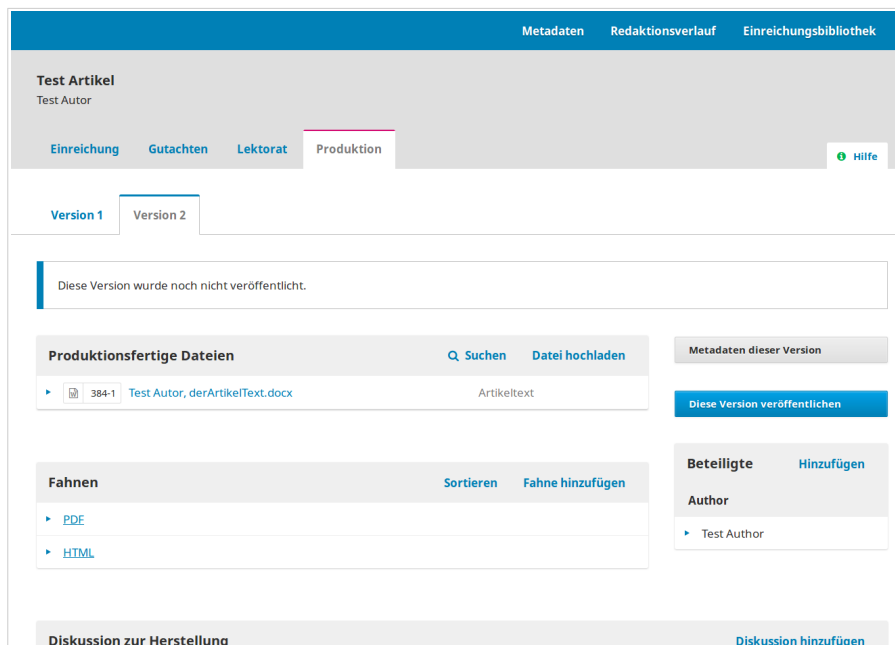 Metadaten Redaktionsverlauf Einreichungsbibliothek
Test Artikel
Test Autor
Einreichung Gutachten Lektorat Produktion
Hilfe
Version 1 Version 2
Diese Version wurde noch nicht veröffentlicht.
Produktionsfertige Dateien Suchen Datei hochladen
384-1 Test Autor, derArtikelText.docx Artikeltext
Metadaten dieser Version
Diese Version veröffentlichen
Fahnen Sortieren Fahne hinzufügen
PDF
HTML
Beteiligte Hinzufügen
Author
Test Author
Diskussion zur Herstellung Diskussion hinzufügen